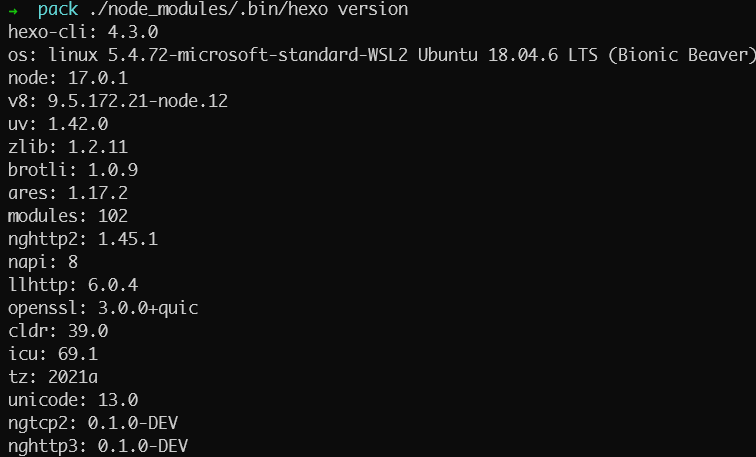 → pack ./node_modules/.bin/hexo version
hexo-cli: 4.3.0
os: linux 5.4.72-microsoft-standard-WSL2 Ubuntu 18.04.6 LTS (Bionic Beaver)
node: 17.0.1
v8: 9.5.172.21-node.12
uv: 1.42.0
zlib: 1.2.11
brotli: 1.0.9
ares: 1.17.2
modules: 102
nghttp2: 1.45.1
napi: 8
llhttp: 6.0.4
openssl: 3.0.0+quic
cldr: 39.0
icu: 69.1
tz: 2021a
unicode: 13.0
ngtcp2: 0.1.0-DEV
nghttp3: 0.1.0-DEV